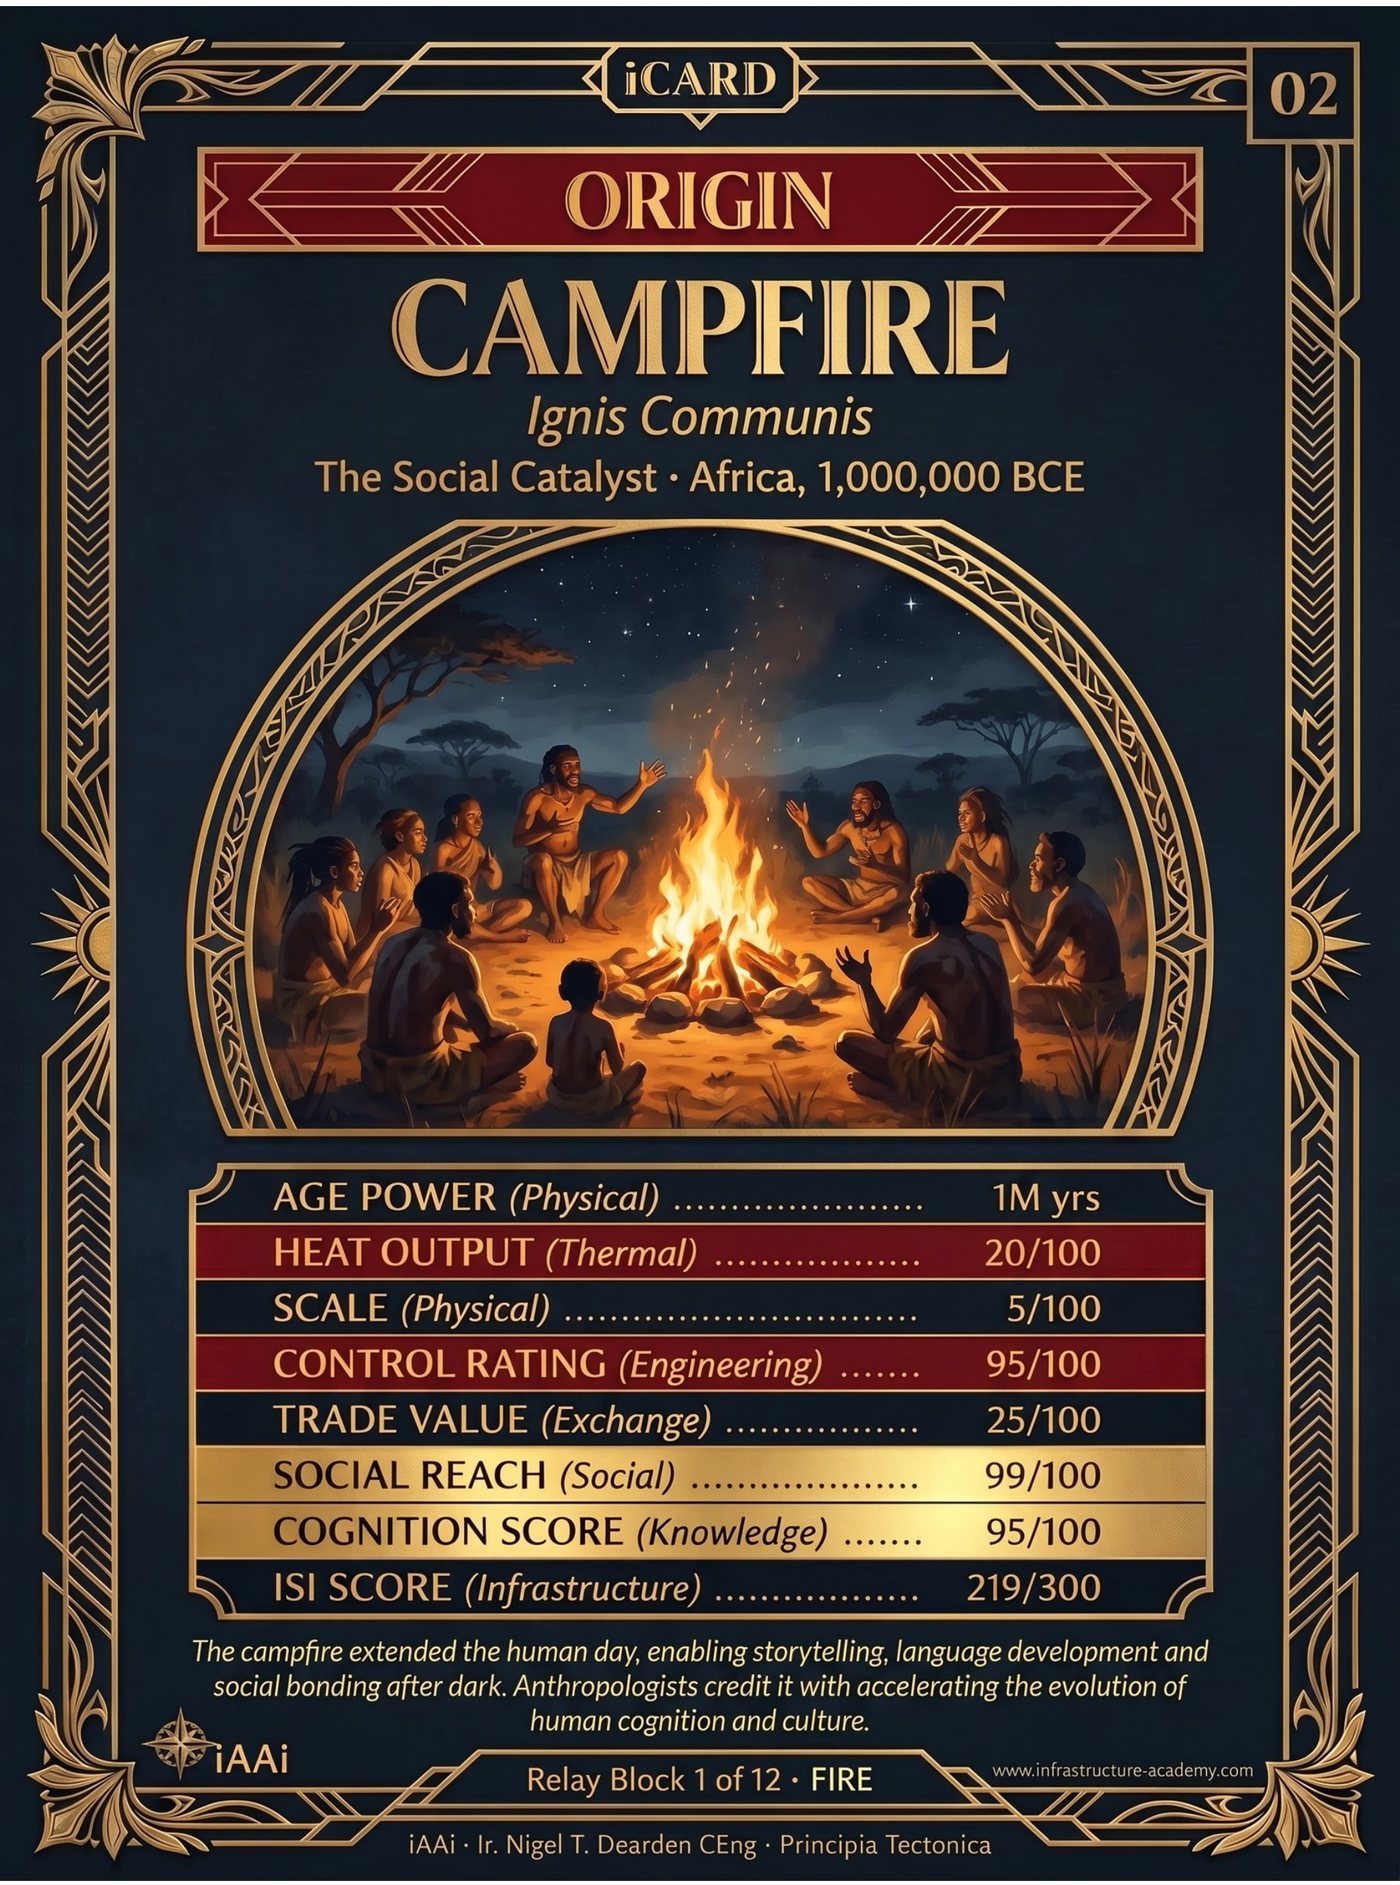 iCARD
02
ORIGIN
CAMPFIRE
Ignis Communis
The Social Catalyst · Africa, 1,000,000 BCE
AGE POWER (Physical) ...................... 1M yrs
HEAT OUTPUT (Thermal) .................. 20/100
SCALE (Physical) ............................... 5/100
CONTROL RATING (Engineering) ....... 95/100
TRADE VALUE (Exchange) ................. 25/100
SOCIAL REACH (Social) .................... 99/100
COGNITION SCORE (Knowledge) ....... 95/100
ISI SCORE (Infrastructure) .................. 219/300
The campfire extended the human day, enabling storytelling, language development and
social bonding after dark. Anthropologists credit it with accelerating the evolution of
human cognition and culture.
iAAi
Relay Block 1 of 12 · FIRE
www.infrastructure-academy.com
iAAi · Ir. Nigel T. Dearden CEng · Principia Tectonica